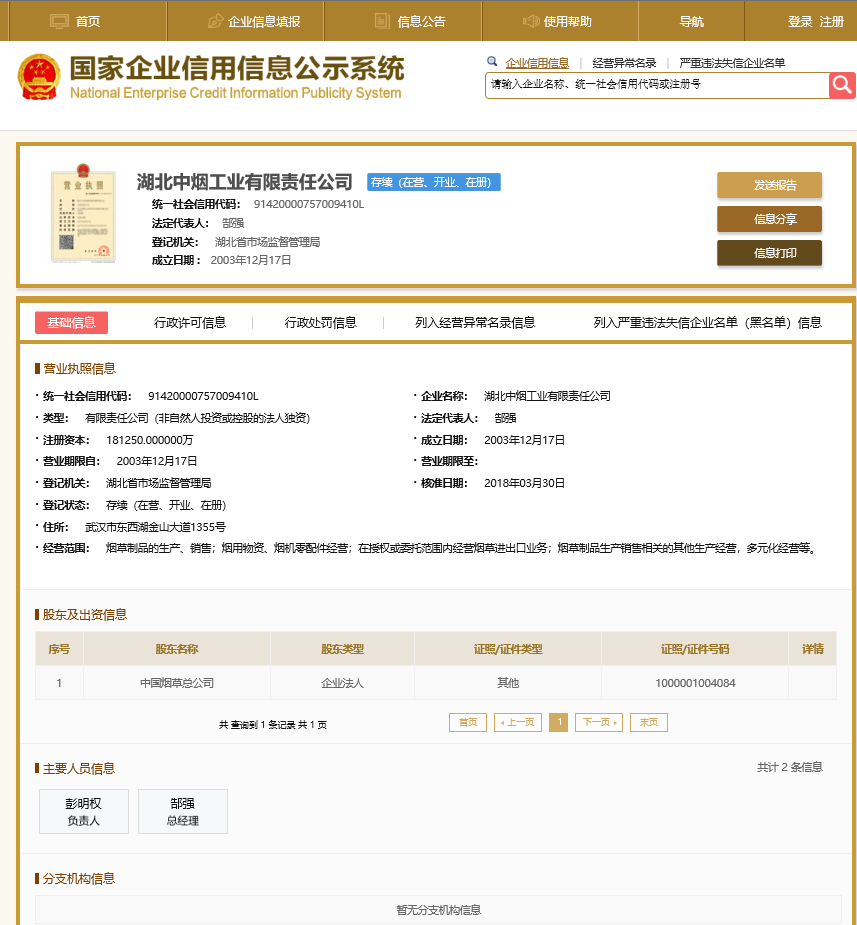 首页 企业信息填报 信息公告 使用帮助 导航 登录 注册
国家企业信用信息公示系统
National Enterprise Credit Information Publicity System
企业信用信息 | 经营异常名录 | 严重违法失信企业名单
请输入企业名称、统一社会信用代码或注册号
营业执照
湖北中烟工业有限责任公司 存续（在营、开业、在册）
统一社会信用代码： 91420000757009410L
法定代表人： 郜强
登记机关： 湖北省市场监督管理局
成立日期： 2003年12月17日
发送报告
信息分享
信息打印
基础信息 行政许可信息 行政处罚信息 列入经营异常名录信息 列入严重违法失信企业名单（黑名单）信息
营业执照信息
· 统一社会信用代码： 91420000757009410L · 企业名称： 湖北中烟工业有限责任公司
· 类型： 有限责任公司（非自然人投资或控股的法人独资） · 法定代表人： 郜强
· 注册资本： 181250.000000万 · 成立日期： 2003年12月17日
· 营业期限自： 2003年12月17日 · 营业期限至：
· 登记机关： 湖北省市场监督管理局 · 核准日期： 2018年03月30日
· 登记状态： 存续（在营、开业、在册）
· 住所： 武汉市东西湖金山大道1355号
· 经营范围： 烟草制品的生产、销售；烟用物资、烟机零配件经营；在授权或委托范围内经营烟草进出口业务；烟草制品生产销售相关的其他生产经营，多元化经营等。
股东及出资信息
序号 股东名称 股东类型 证照/证件类型 证照/证件号码 详情
1 中国烟草总公司 企业法人 其他 1000001004084
共 查询到 1 条记录 共 1 页 首页 上一页 1 下一页 末页
主要人员信息 共计 2 条信息
彭明权 郜强
负责人 总经理
分支机构信息
暂无分支机构信息